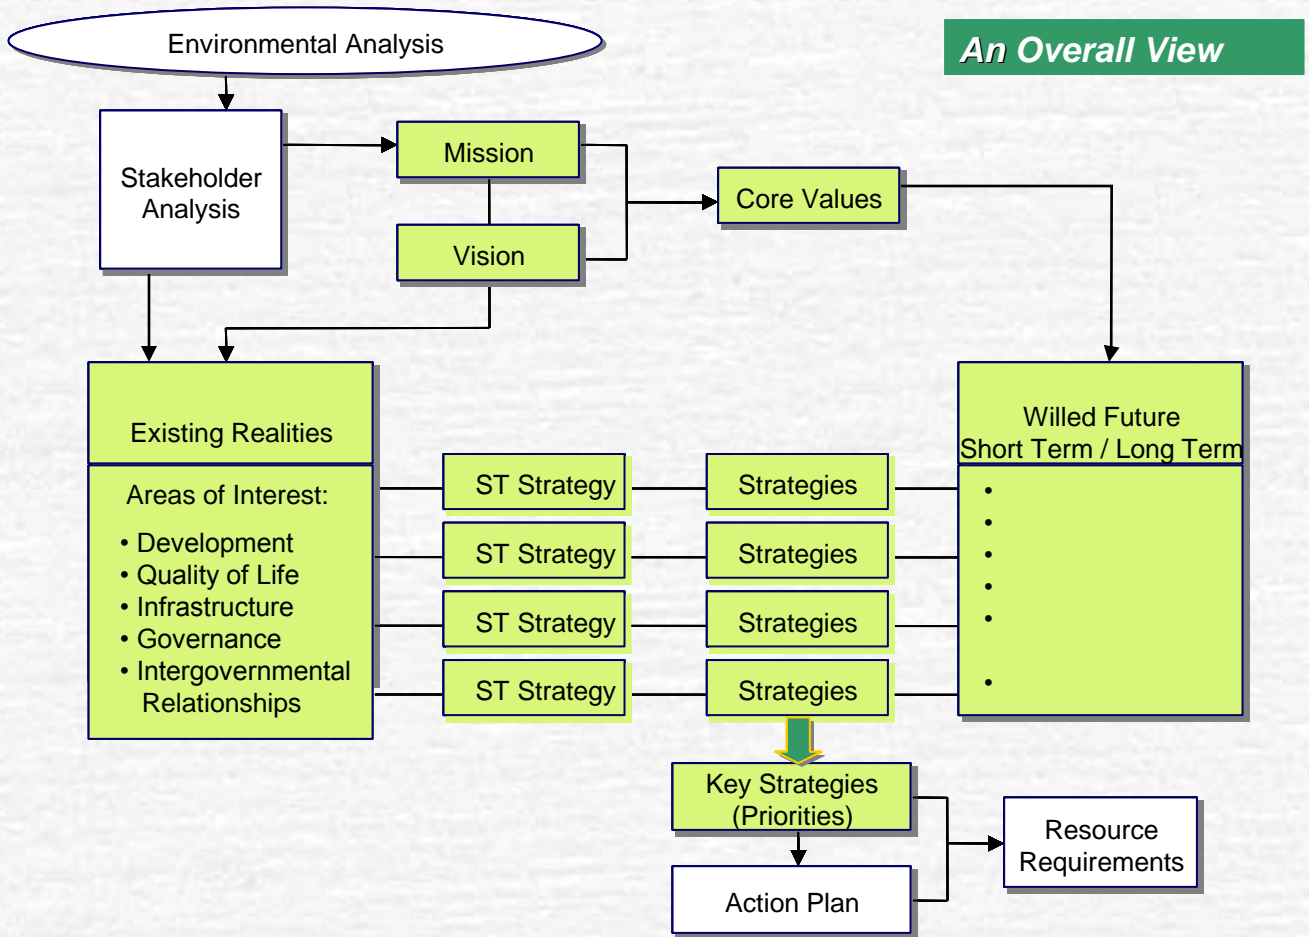 Environmental Analysis
An Overall View
Stakeholder
Analysis
Mission
Vision
Core Values
Existing Realities
Areas of Interest:
• Development
• Quality of Life
• Infrastructure
• Governance
• Intergovernmental
Relationships
ST Strategy
Strategies
ST Strategy
Strategies
ST Strategy
Strategies
ST Strategy
Strategies
Willed Future
Short Term / Long Term
•
•
•
•
•
•
Key Strategies
(Priorities)
Action Plan
Resource
Requirements